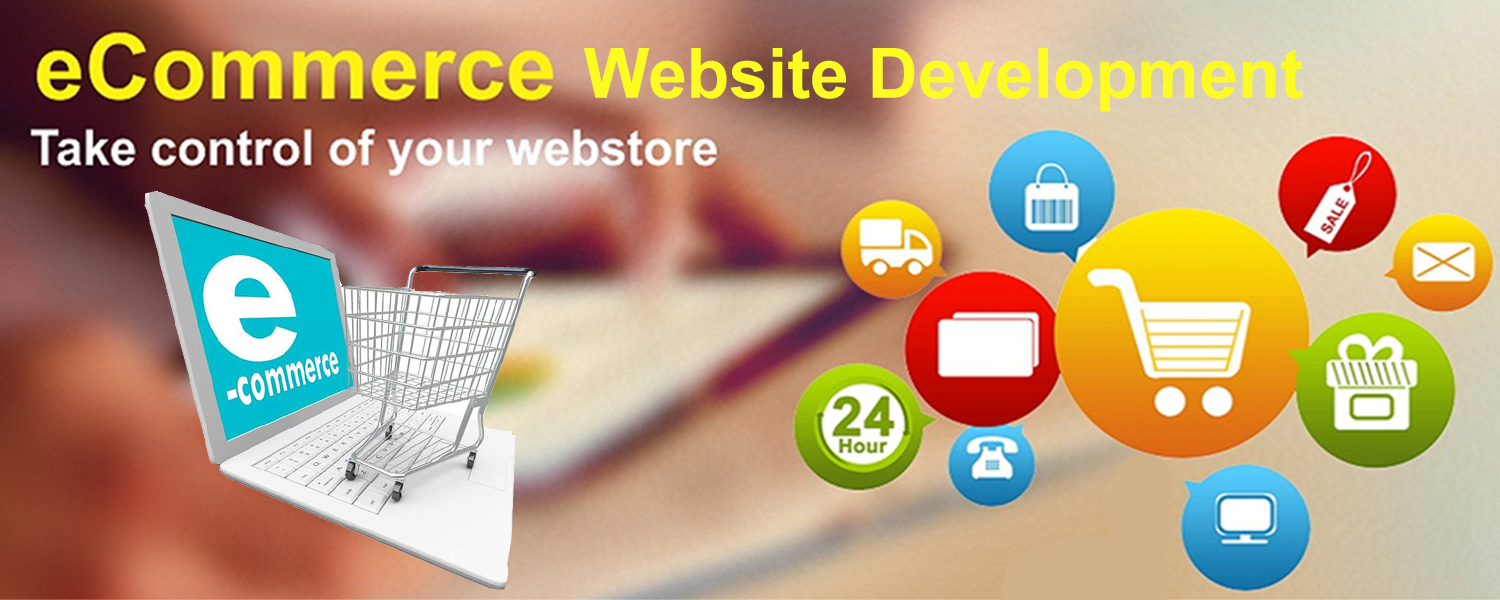 eCommerce Website Development
Take control of your webstore
e
-commerce
SALE
24
Hour